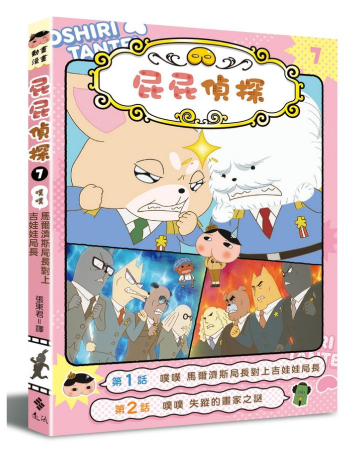 OSHIRI
TANTE
7
屁屁偵探
第1話 噗噗 馬爾濟斯局長對上吉娃娃局長
第2話 噗噗 失蹤的畫家之謎
動畫
漫畫
屁屁偵探
7
噗噗
馬爾濟斯局長對上
吉娃娃局長
張東君=譯
遠流